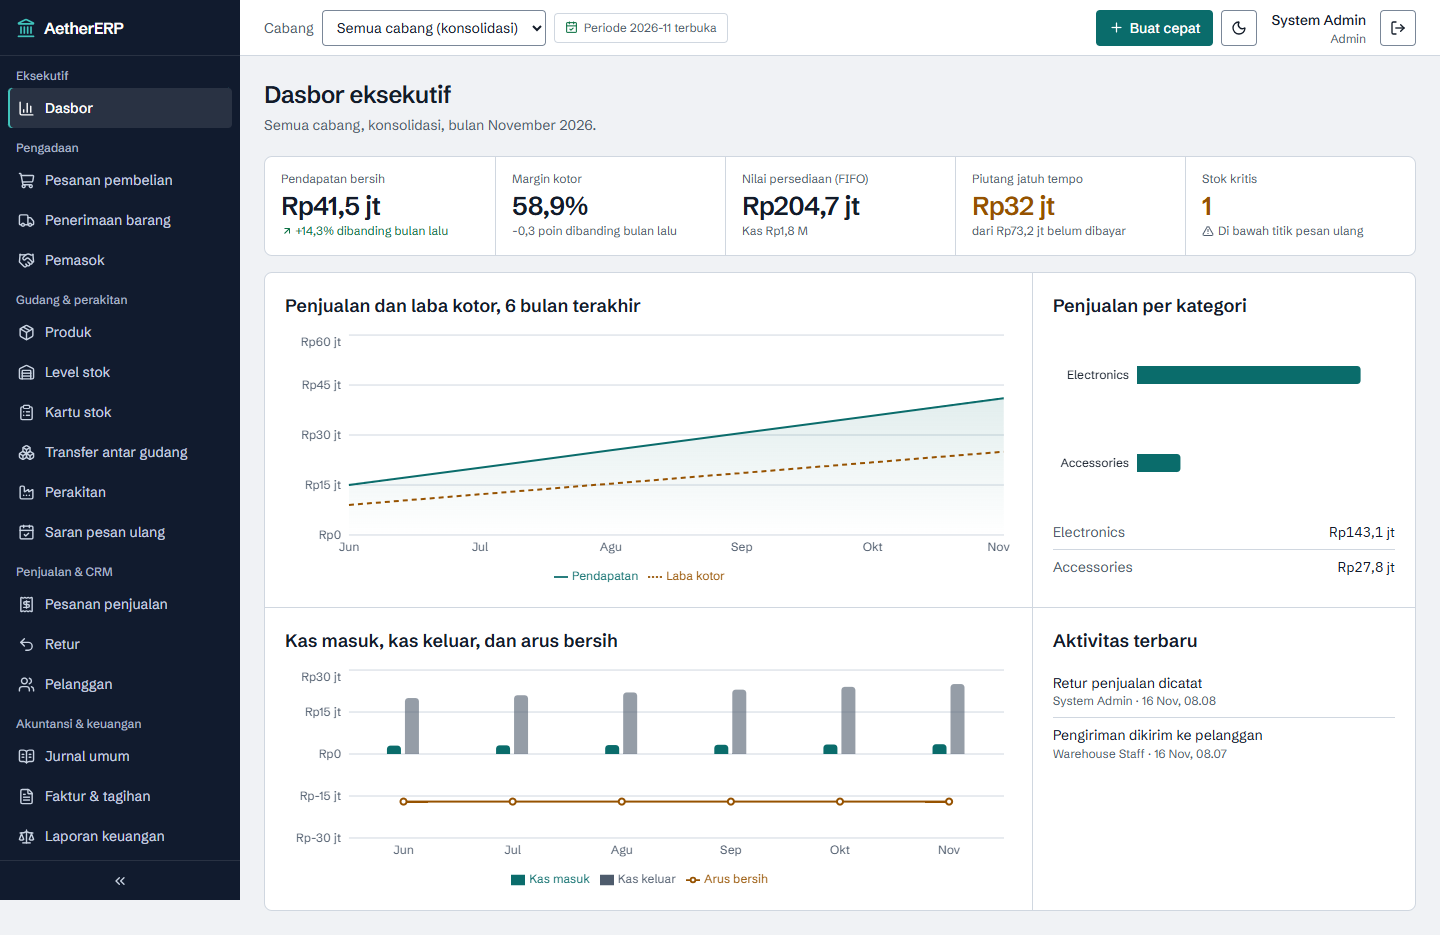 AetherERP
Eksekutif
Dasbor
Pengadaan
Pesanan pembelian
Penerimaan barang
Pemasok
Gudang & perakitan
Produk
Level stok
Kartu stok
Transfer antar gudang
Perakitan
Saran pesan ulang
Penjualan & CRM
Pesanan penjualan
Retur
Pelanggan
Akuntansi & keuangan
Jurnal umum
Faktur & tagihan
Laporan keuangan
Cabang Semua cabang (konsolidasi) Periode 2026-11 terbuka
Buat cepat
System Admin
Admin
Dasbor eksekutif
Semua cabang, konsolidasi, bulan November 2026.
Pendapatan bersih
Rp41,5 jt
+14,3% dibanding bulan lalu
Margin kotor
58,9%
-0,3 poin dibanding bulan lalu
Nilai persediaan (FIFO)
Rp204,7 jt
Kas Rp1,8 M
Piutang jatuh tempo
Rp32 jt
dari Rp73,2 jt belum dibayar
Stok kritis
1
Di bawah titik pesan ulang
Penjualan dan laba kotor, 6 bulan terakhir
Rp60 jt
Rp45 jt
Rp30 jt
Rp15 jt
Rp0
Jun Jul Agu Sep Okt Nov
Pendapatan Laba kotor
Penjualan per kategori
Electronics
Accessories
Electronics Rp143,1 jt
Accessories Rp27,8 jt
Kas masuk, kas keluar, dan arus bersih
Rp30 jt
Rp15 jt
Rp0
Rp-15 jt
Rp-30 jt
Jun Jul Agu Sep Okt Nov
Kas masuk Kas keluar Arus bersih
Aktivitas terbaru
Retur penjualan dicatat
System Admin · 16 Nov, 08.08
Pengiriman dikirim ke pelanggan
Warehouse Staff · 16 Nov, 08.07